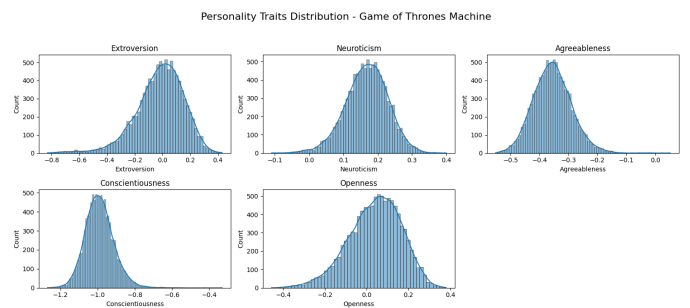 Personality Traits Distribution - Game of Thrones Machine
Extroversion
Count
500
400
300
200
100
0
−0.8 −0.6 −0.4 −0.2 0.0 0.2 0.4
Extroversion
Neuroticism
Count
500
400
300
200
100
0
−0.1 0.0 0.1 0.2 0.3 0.4
Neuroticism
Agreeableness
Count
500
400
300
200
100
0
−0.5 −0.4 −0.3 −0.2 −0.1 0.0
Agreeableness
Conscientiousness
Count
500
400
300
200
100
0
−1.2 −1.0 −0.8 −0.6 −0.4
Conscientiousness
Openness
Count
500
400
300
200
100
0
−0.4 −0.2 0.0 0.2 0.4
Openness